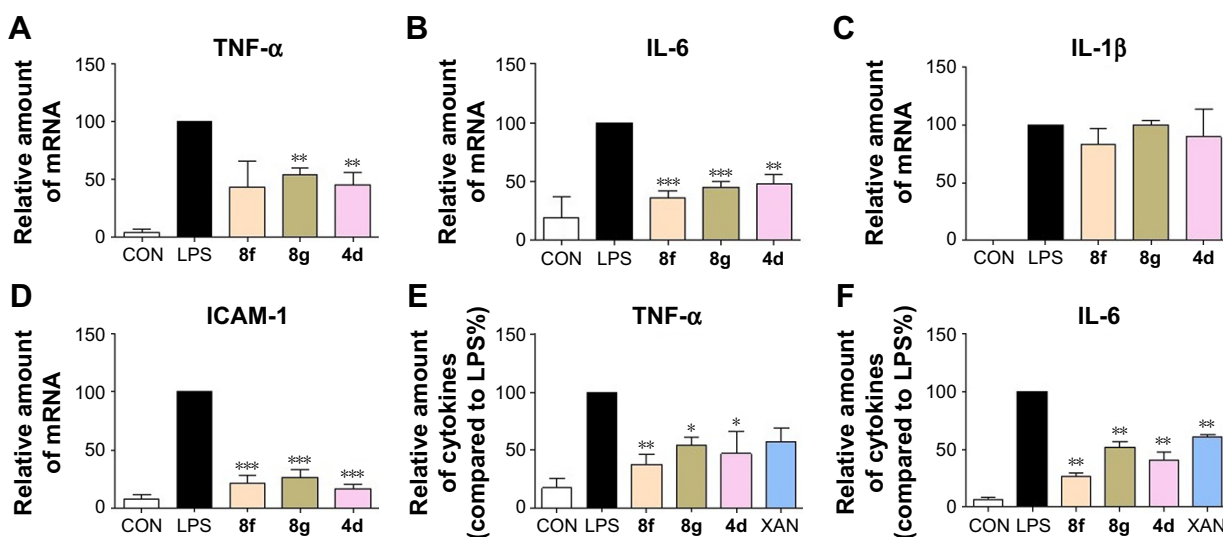 A
TNF-α
Relative amount
of mRNA
150
100
50
0
**
**
CON LPS 8f 8g 4d
B
IL-6
Relative amount
of mRNA
150
100
50
0
***
***
**
CON LPS 8f 8g 4d
C
IL-1β
Relative amount
of mRNA
150
100
50
0
CON LPS 8f 8g 4d
D
ICAM-1
Relative amount
of mRNA
150
100
50
0
***
***
***
CON LPS 8f 8g 4d
E
TNF-α
Relative amount
of cytokines
(compared to LPS%)
150
100
50
0
**
*
*
CON LPS 8f 8g 4d XAN
F
IL-6
Relative amount
of cytokines
(compared to LPS%)
150
100
50
0
**
**
**
**
CON LPS 8f 8g 4d XAN